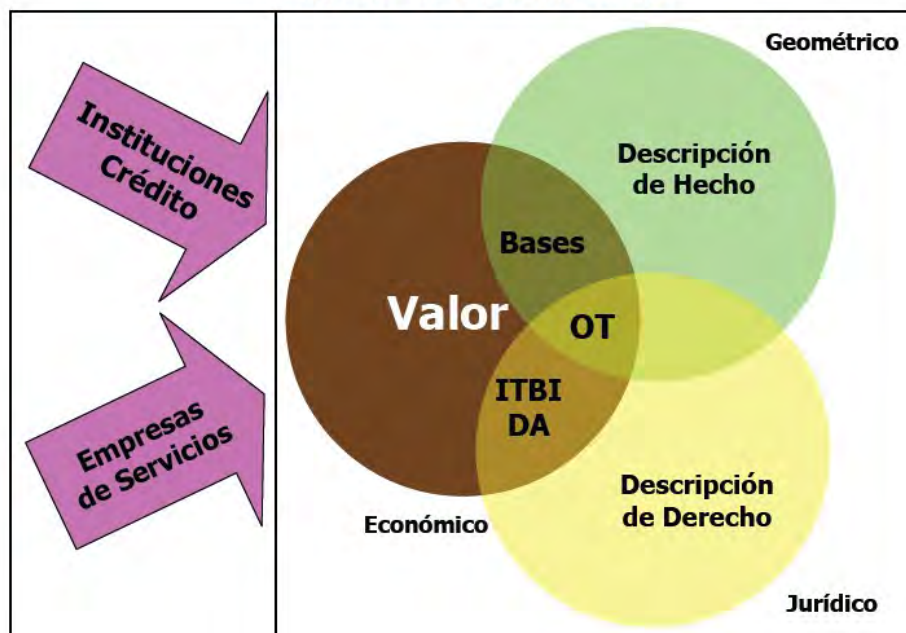 Instituciones
Crédito
Empresas
de Servicios
Geométrico
Descripción
de Hecho
Bases
Valor
OT
ITBI
DA
Descripción
de Derecho
Económico
Jurídico